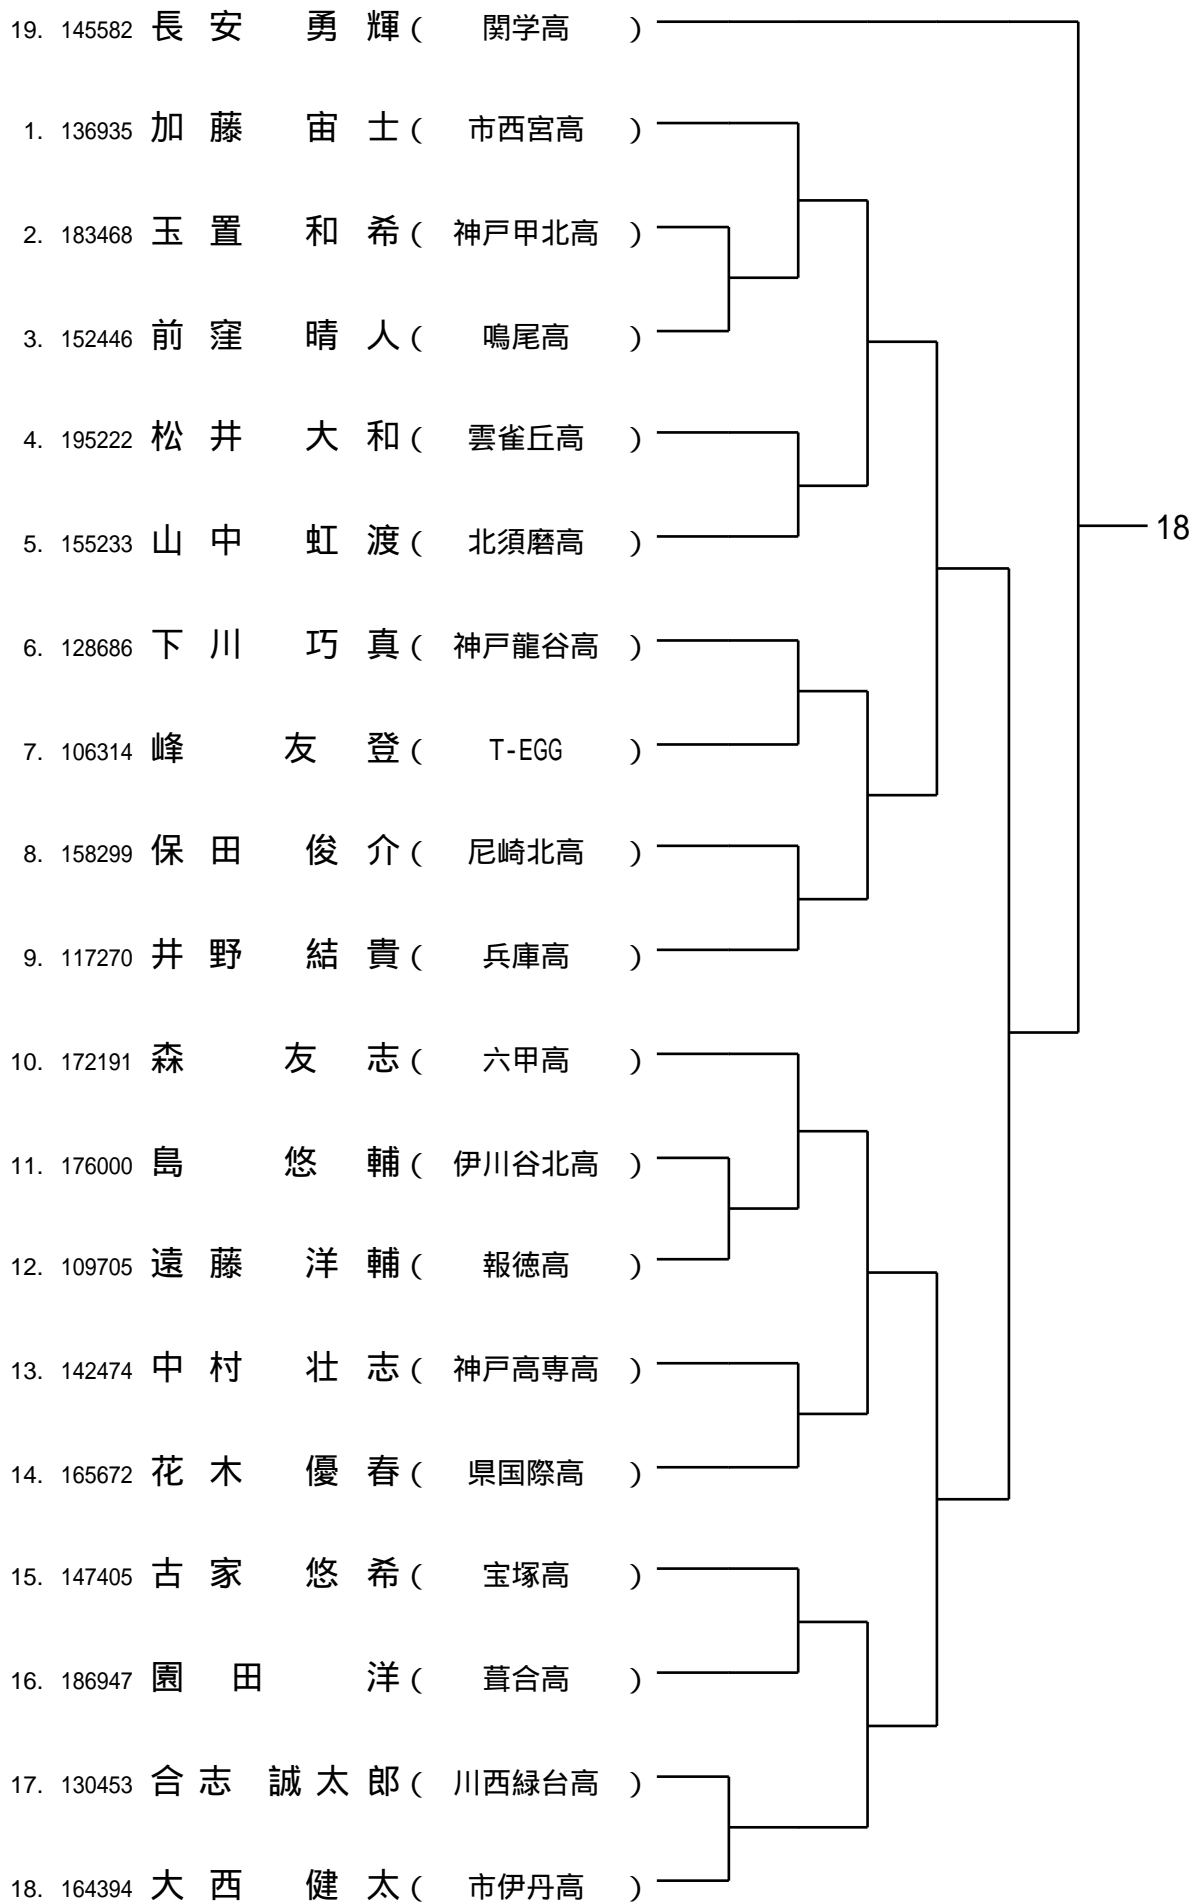 19. 145582 長安 勇輝 ( 関学高 )
1. 136935 加藤 宙士 ( 市西宮高 )
2. 183468 玉置 和希 ( 神戸甲北高 )
3. 152446 前窪 晴人 ( 鳴尾高 )
4. 195222 松井 大和 ( 雲雀丘高 )
5. 155233 山中 虹渡 ( 北須磨高 )
18
6. 128686 下川 巧真 ( 神戸龍谷高 )
7. 106314 峰 友登 ( T-EGG )
8. 158299 保田 俊介 ( 尼崎北高 )
9. 117270 井野 結貴 ( 兵庫高 )
10. 172191 森 友志 ( 六甲高 )
11. 176000 島 悠輔 ( 伊川谷北高 )
12. 109705 遠藤 洋輔 ( 報徳高 )
13. 142474 中村 壮志 ( 神戸高専高 )
14. 165672 花木 優春 ( 県国際高 )
15. 147405 古家 悠希 ( 宝塚高 )
16. 186947 園田 洋 ( 葺合高 )
17. 130453 合志 誠太郎 ( 川西緑台高 )
18. 164394 大西 健太 ( 市伊丹高 )